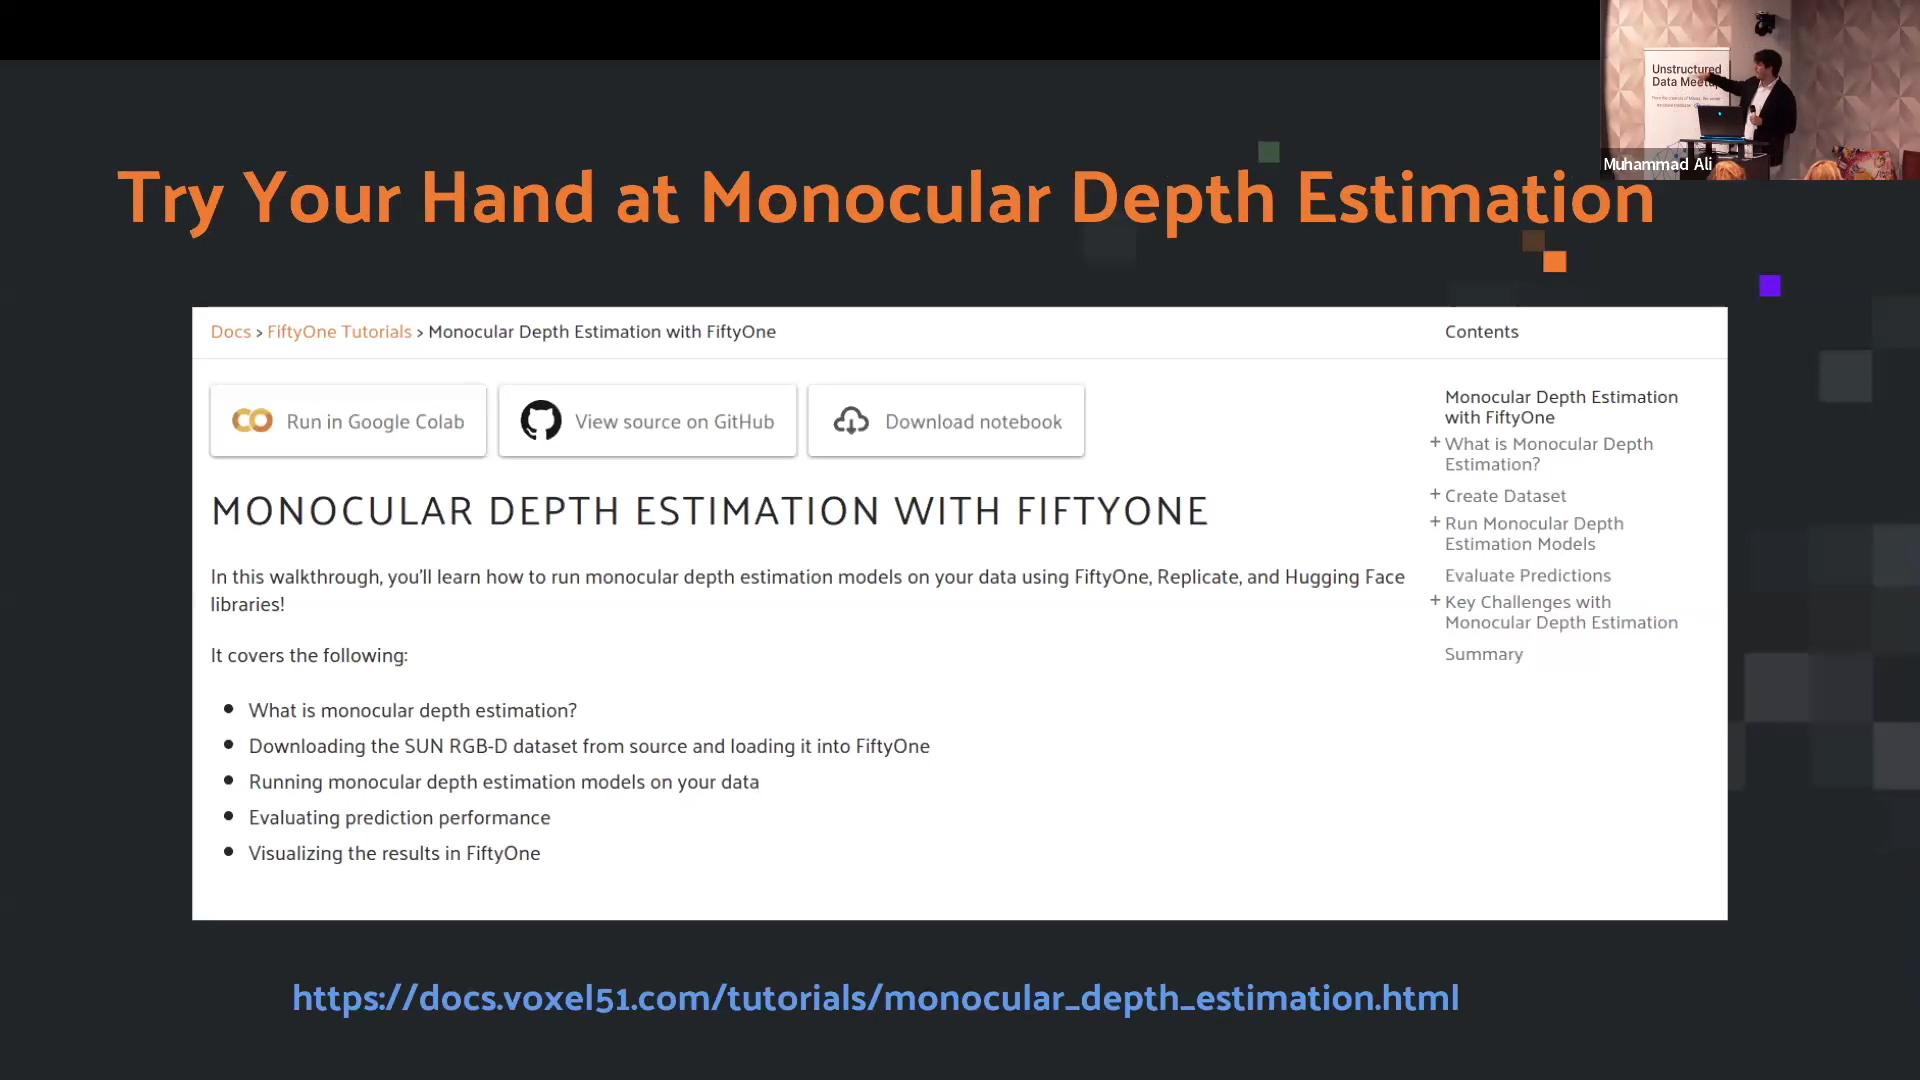 Unstructured
Data Meetup
Muhammad Ali
Try Your Hand at Monocular Depth Estimation
Docs > FiftyOne Tutorials > Monocular Depth Estimation with FiftyOne
Contents
Run in Google Colab
View source on GitHub
Download notebook
MONOCULAR DEPTH ESTIMATION WITH FIFTYONE
In this walkthrough, you'll learn how to run monocular depth estimation models on your data using FiftyOne, Replicate, and Hugging Face
libraries!
It covers the following:
• What is monocular depth estimation?
• Downloading the SUN RGB-D dataset from source and loading it into FiftyOne
• Running monocular depth estimation models on your data
• Evaluating prediction performance
• Visualizing the results in FiftyOne
Monocular Depth Estimation
with FiftyOne
+ What is Monocular Depth
Estimation?
+ Create Dataset
+ Run Monocular Depth
Estimation Models
Evaluate Predictions
+ Key Challenges with
Monocular Depth Estimation
Summary
https://docs.voxel51.com/tutorials/monocular_depth_estimation.html